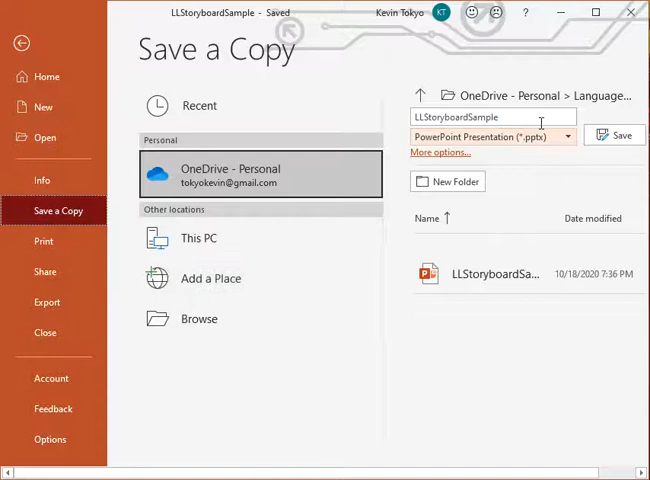 LLStoryboardSample - Saved
Kevin Tokyo
KT
?
Save a Copy
Home
New
Open
Info
Save a Copy
Print
Share
Export
Close
Account
Feedback
Options
Recent
Personal
OneDrive - Personal
tokyokevin@gmail.com
Other locations
This PC
Add a Place
Browse
OneDrive - Personal > Language...
LLStoryboardSample
PowerPoint Presentation (*.pptx)
Save
More options...
New Folder
Name ↑
Date modified
LLStoryboardSa...
10/18/2020 7:36 PM